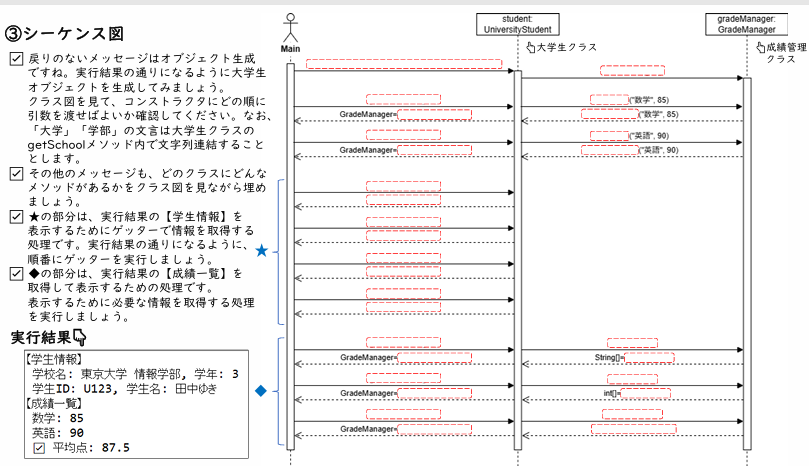 ③シーケンス図
戻りのないメッセージはオブジェクト生成
ですね。実行結果の通りになるように大学生
オブジェクトを生成してみましょう。
クラス図を見て、コンストラクタにどの順に
引数を渡せばよいか確認してください。なお、
「大学」「学部」の文言は大学生クラスの
getSchoolメソッド内で文字列連結すること
とします。
その他のメッセージも、どのクラスにどんな
メソッドがあるかをクラス図を見ながら埋め
ましょう。
★の部分は、実行結果の【学生情報】を
表示するためにゲッターで情報を取得する
処理です。実行結果の通りになるように、
順番にゲッターを実行しましょう。
◆の部分は、実行結果の【成績一覧】を
取得して表示するための処理です。
表示するために必要な情報を取得する処理
を実行しましょう。
実行結果
【学生情報】
学校名: 東京大学 情報学部, 学年: 3
学生ID: U123, 学生名: 田中ゆき
【成績一覧】
数学: 85
英語: 90
平均点: 87.5
Main
student:
UniversityStudent
大学生クラス
gradeManager:
GradeManager
成績管理
クラス
("数学", 85)
GradeManager=
("数学", 85)
("英語", 90)
GradeManager=
("英語", 90)
★
◆
GradeManager=
String[]=
GradeManager=
int[]=
GradeManager=